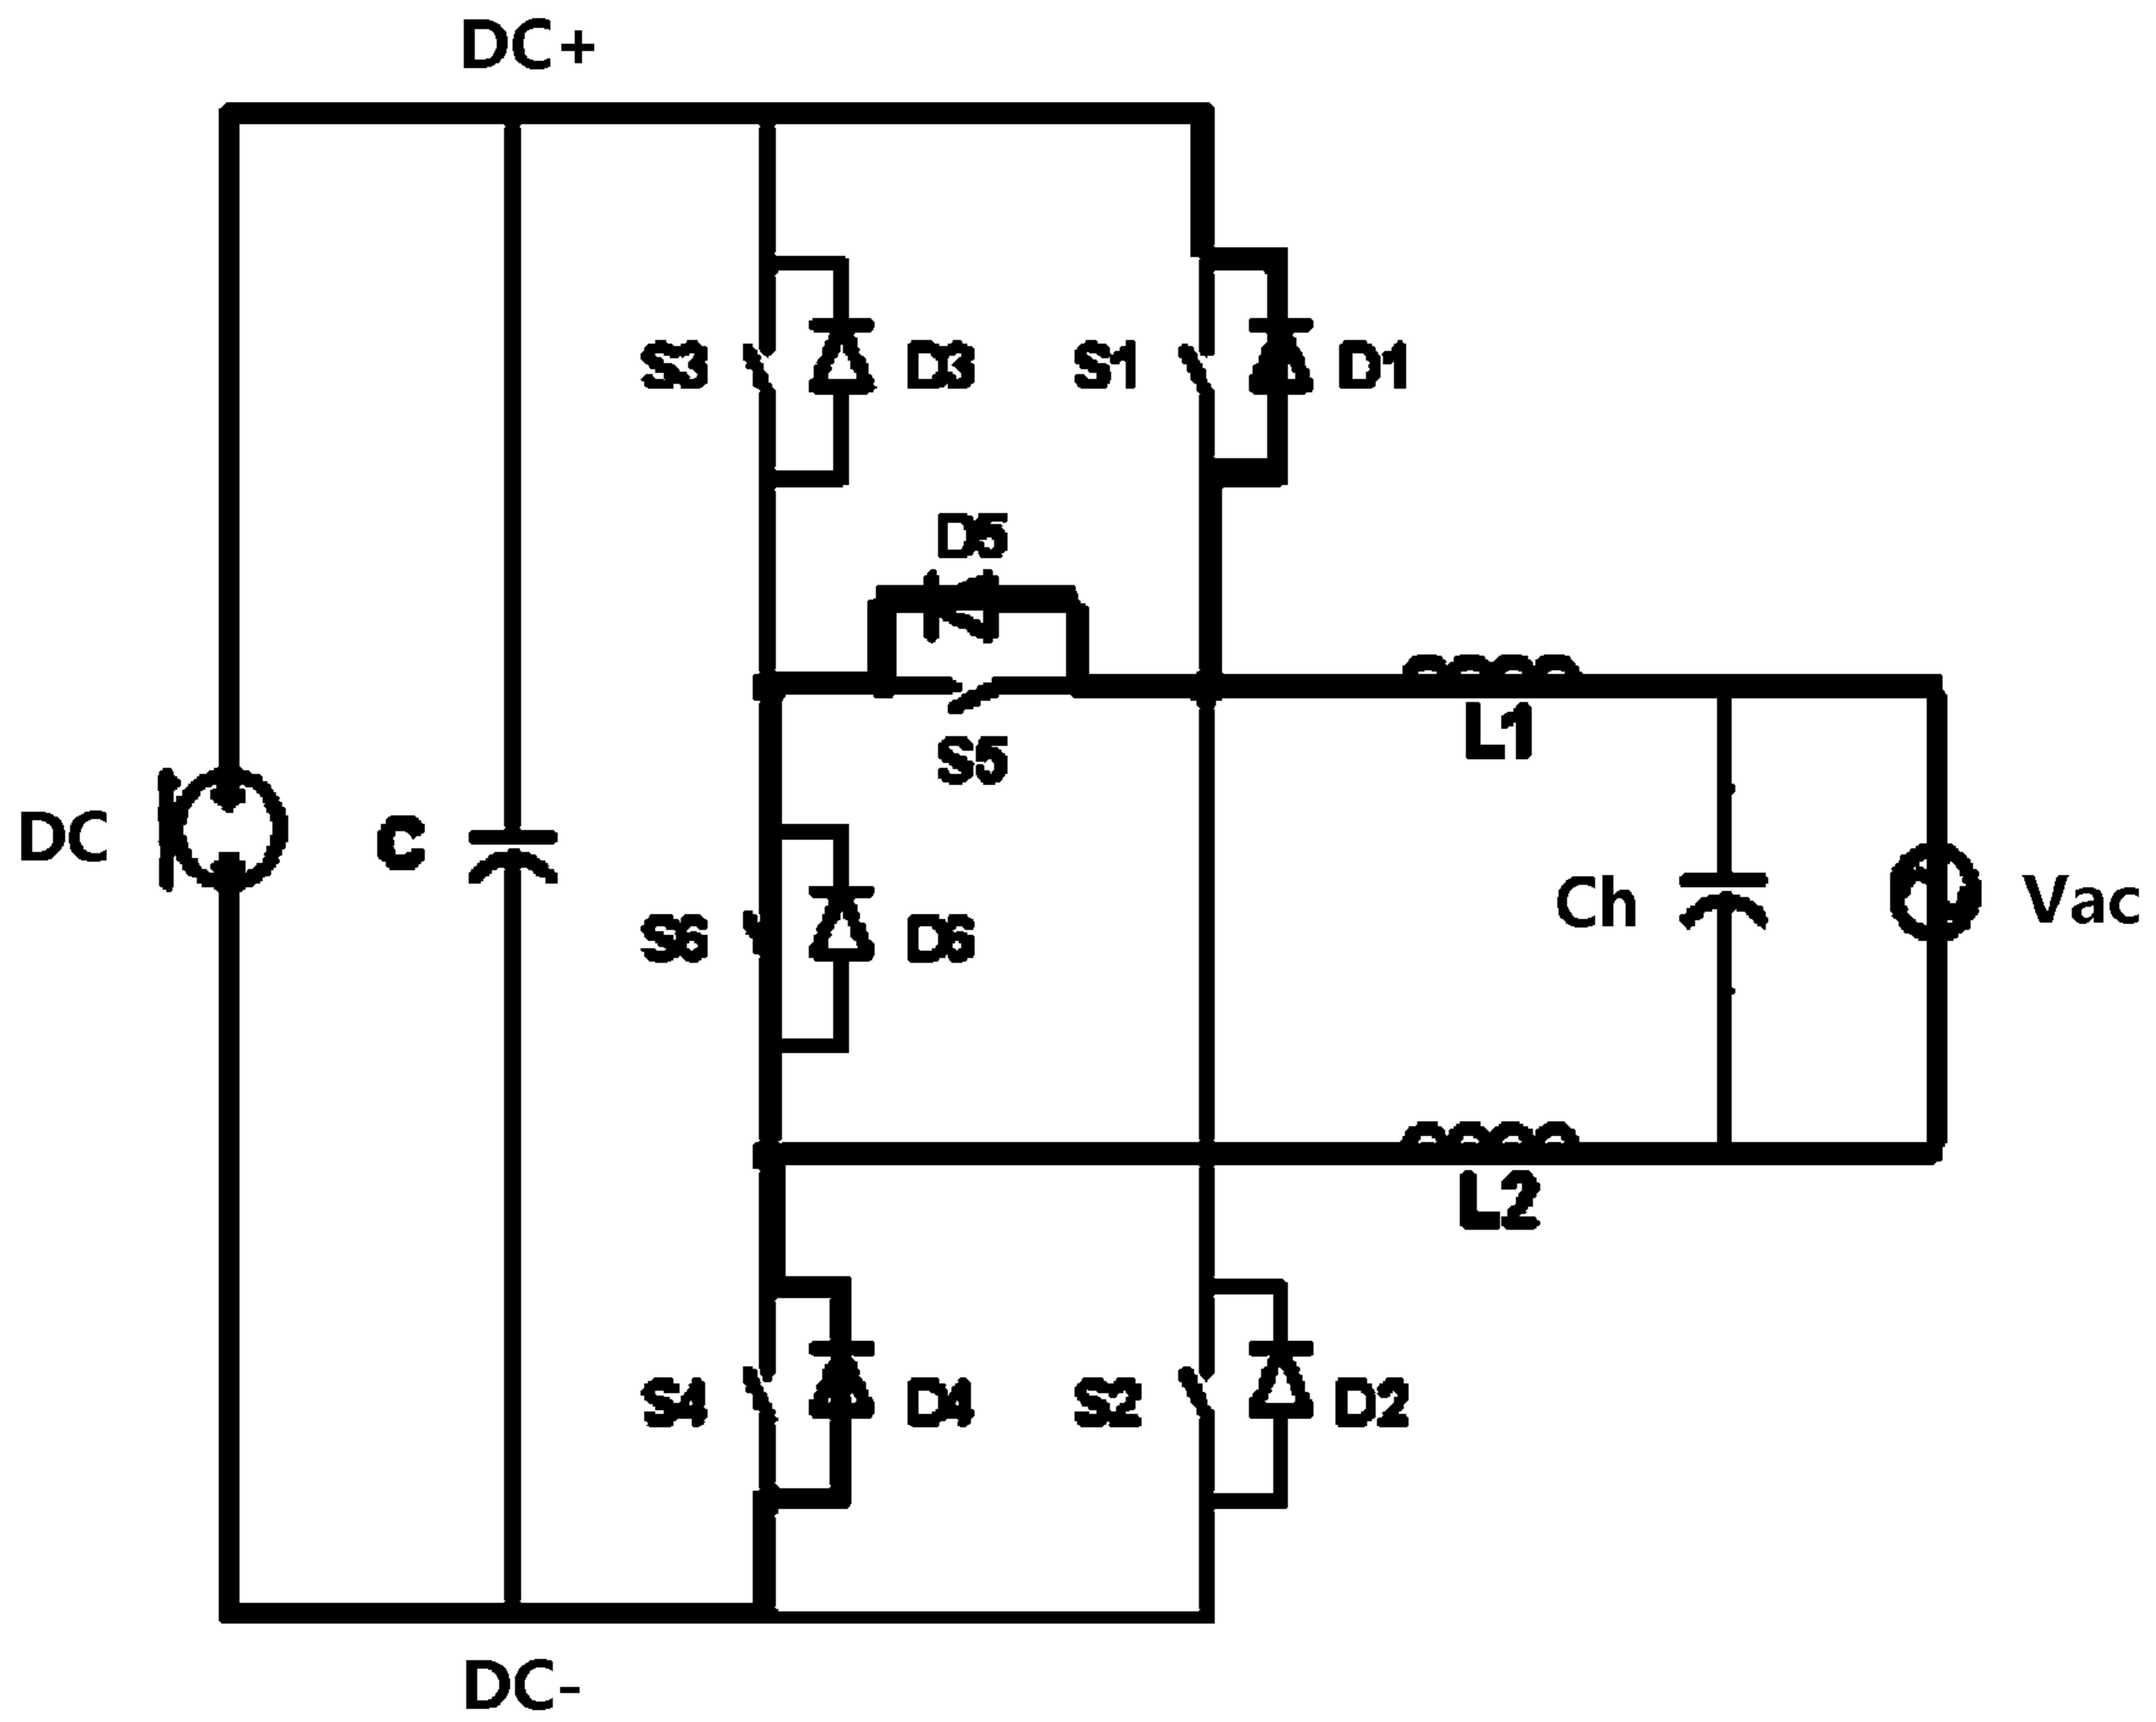 DC+
S3 D3 S1 D1
D5
L1
S5
DC C Ch Vac
S6 D6
L2
S4 D4 S2 D2
DC-